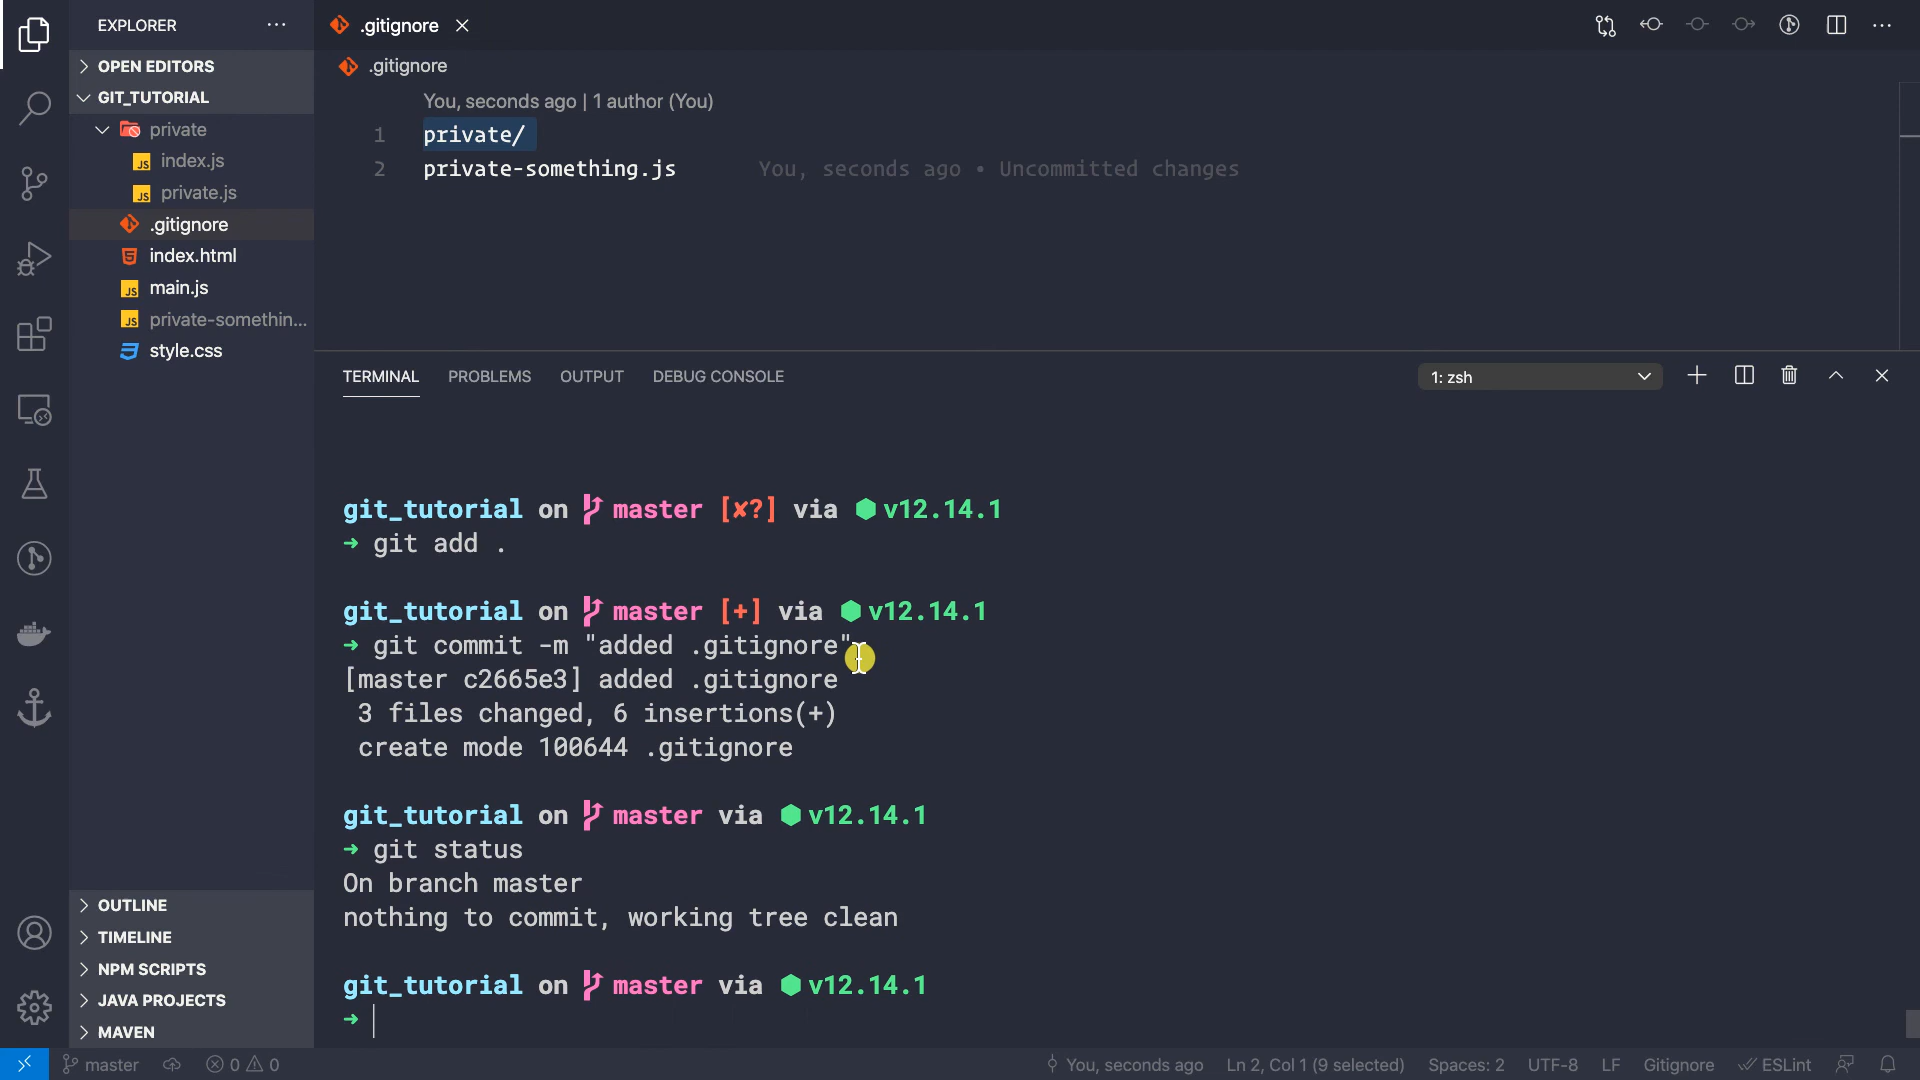 EXPLORER
OPEN EDITORS
GIT_TUTORIAL
private
index.js
private.js
.gitignore
index.html
main.js
private-somethin...
style.css
OUTLINE
TIMELINE
NPM SCRIPTS
JAVA PROJECTS
MAVEN
.gitignore
.gitignore
You, seconds ago | 1 author (You)
1 private/
2 private-something.js You, seconds ago • Uncommitted changes
TERMINAL PROBLEMS OUTPUT DEBUG CONSOLE 1: zsh
git_tutorial on master [✘?] via ⬢ v12.14.1
➜ git add .
git_tutorial on master [+] via ⬢ v12.14.1
➜ git commit -m "added .gitignore"
[master c2665e3] added .gitignore
3 files changed, 6 insertions(+)
create mode 100644 .gitignore
git_tutorial on master via ⬢ v12.14.1
➜ git status
On branch master
nothing to commit, working tree clean
git_tutorial on master via ⬢ v12.14.1
➜
master 0 0 You, seconds ago Ln 2, Col 1 (9 selected) Spaces: 2 UTF-8 LF Gitignore ESLint